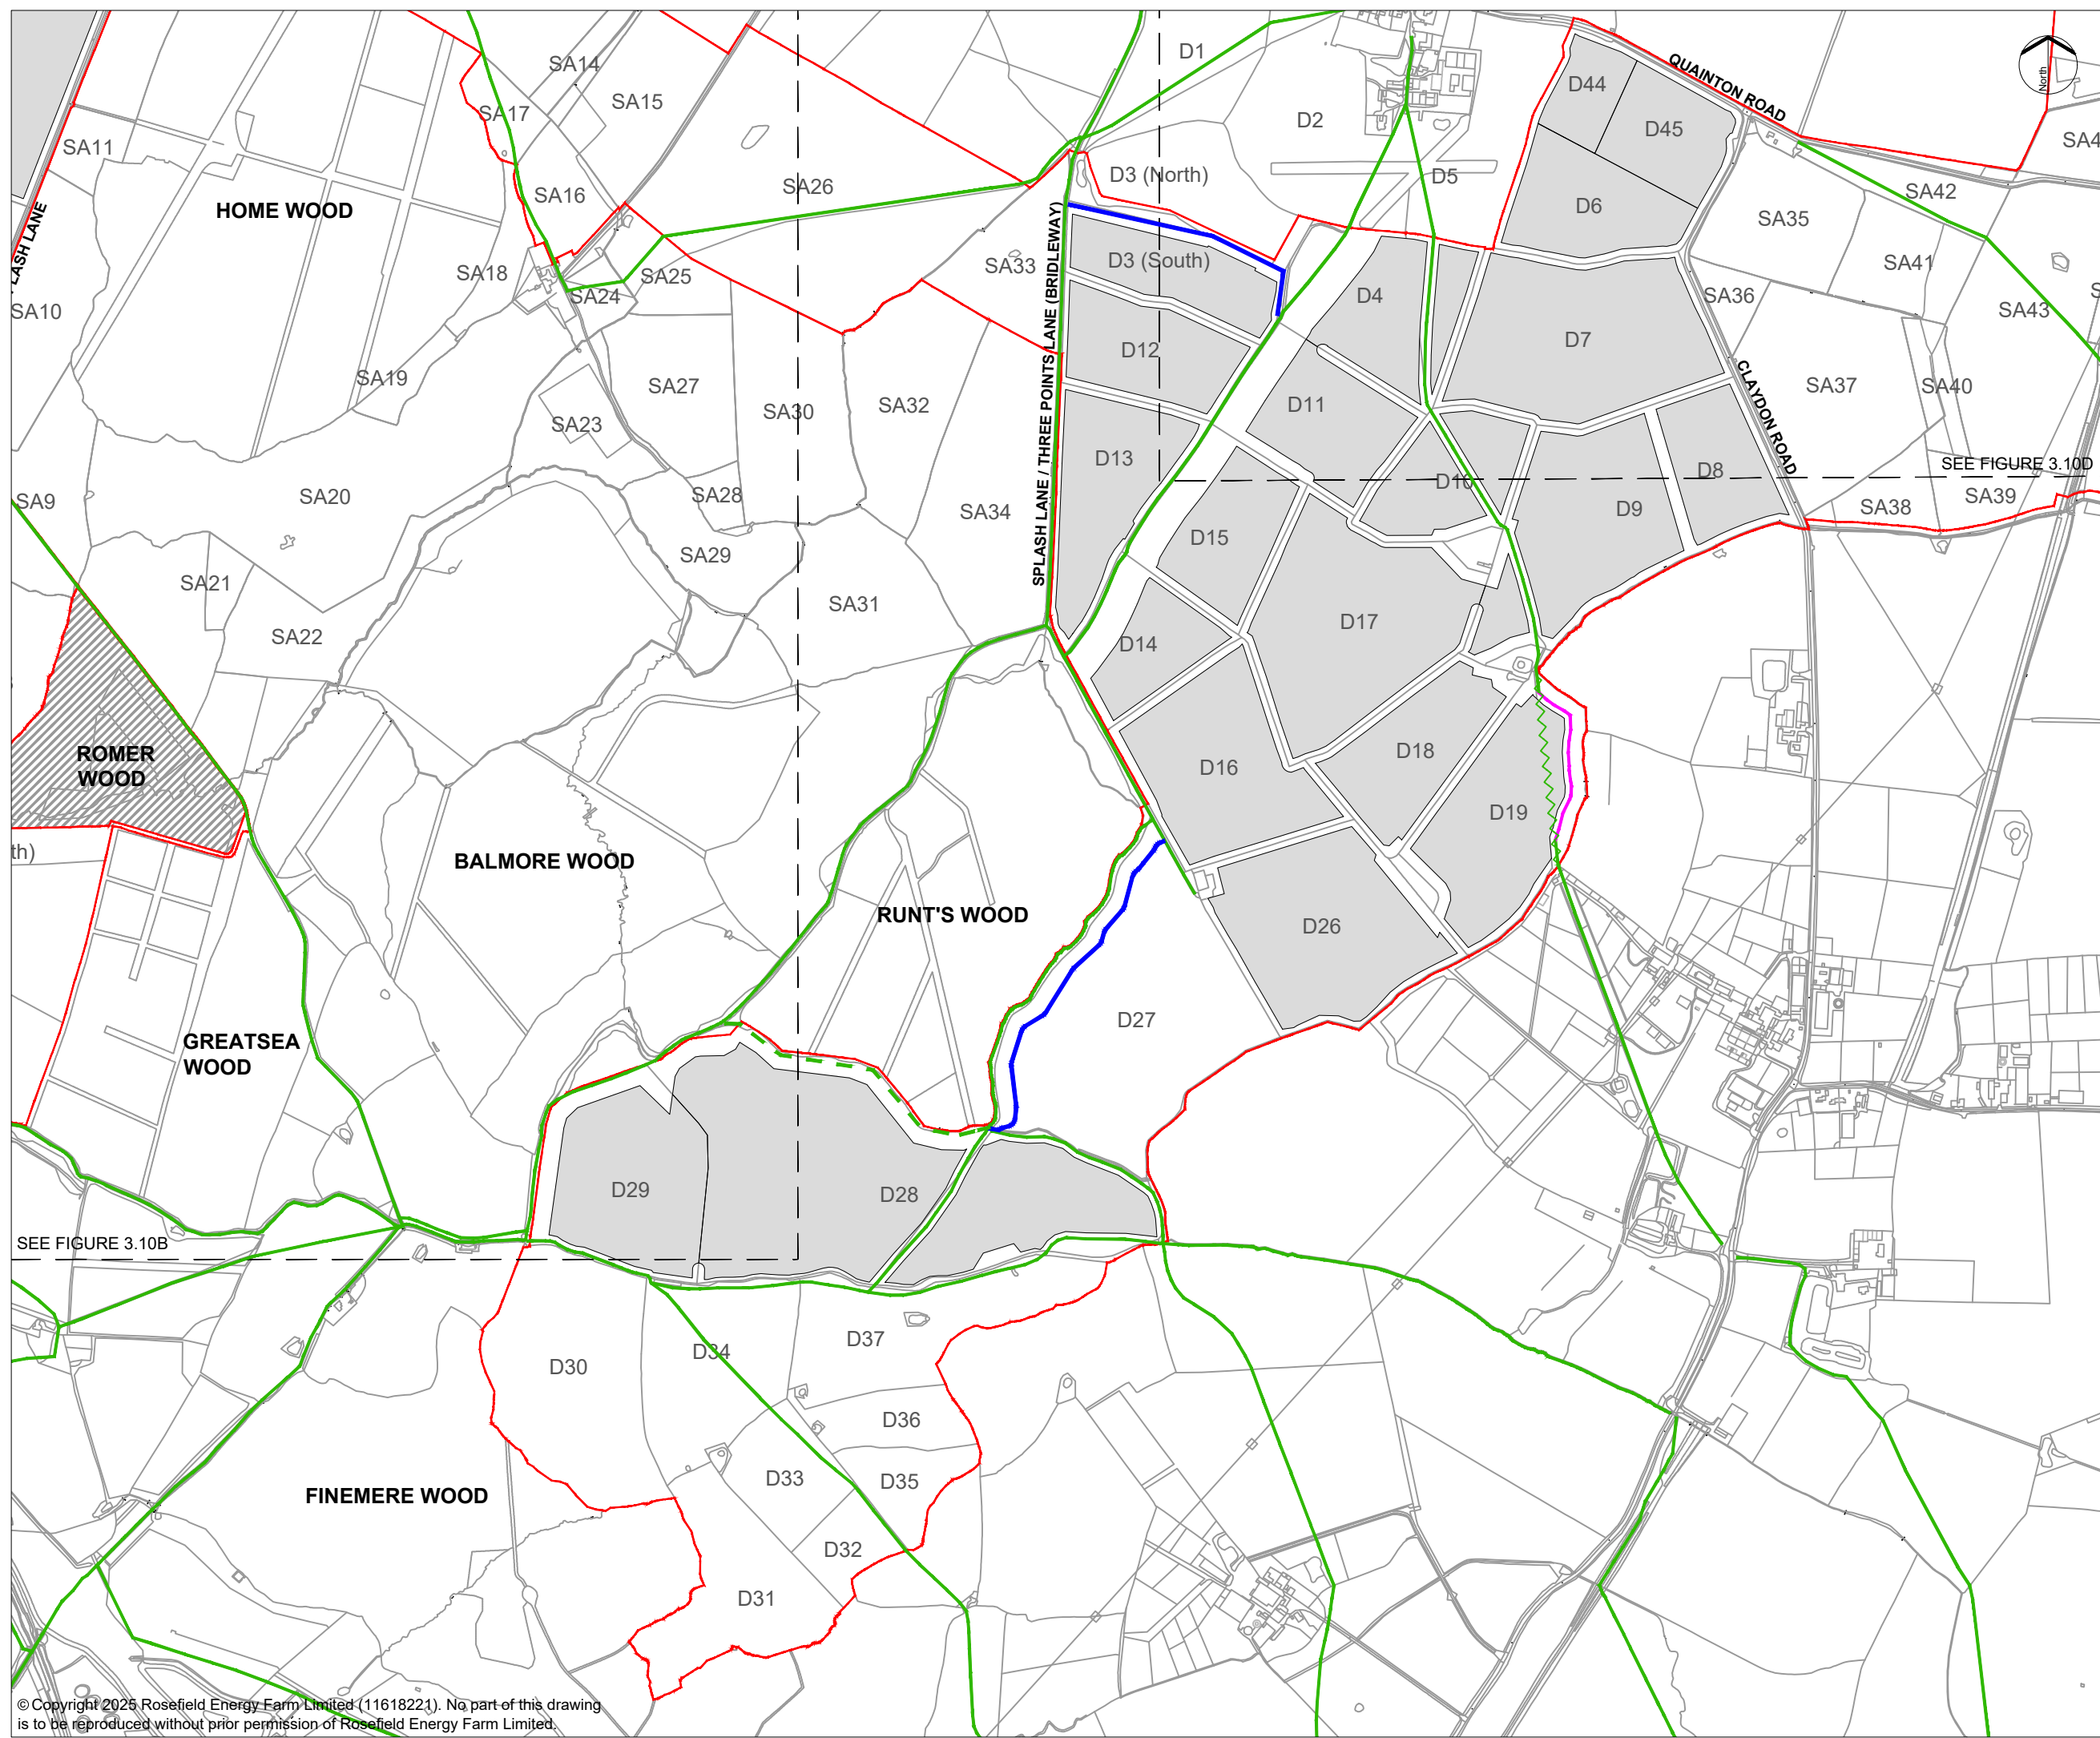 D1
SA14
QUAINTON ROAD
North
SA15
D44
SA17
D2
D45
SA4
SA11
D3 (North)
D5
SA26
SA42
SA16
D6
SA35
HOME WOOD
LASH LANE
SPLASH LANE / THREE POINTS LANE (BRIDLEWAY)
D3 (South)
SA41
SA33
SA18
SA25
SA24
D4
SA36
S
SA10
SA43
D7
D12
SA19
SA27
SA37
SA40
CLAYDON ROAD
SA30
SA32
D11
SA23
D13
SEE FIGURE 3.10D
D8
D10
SA9
SA20
SA28
SA39
SA34
D9
SA38
D15
SA29
SA21
SA31
D17
SA22
D14
ROMER
WOOD
D18
D16
D19
th)
BALMORE WOOD
RUNT'S WOOD
D26
D27
GREATSEA
WOOD
D29
D28
SEE FIGURE 3.10B
D37
D34
D30
D36
D33
D35
FINEMERE WOOD
D32
D31
© Copyright 2025 Rosefield Energy Farm Limited (11618221). No part of this drawing
is to be reproduced without prior permission of Rosefield Energy Farm Limited.